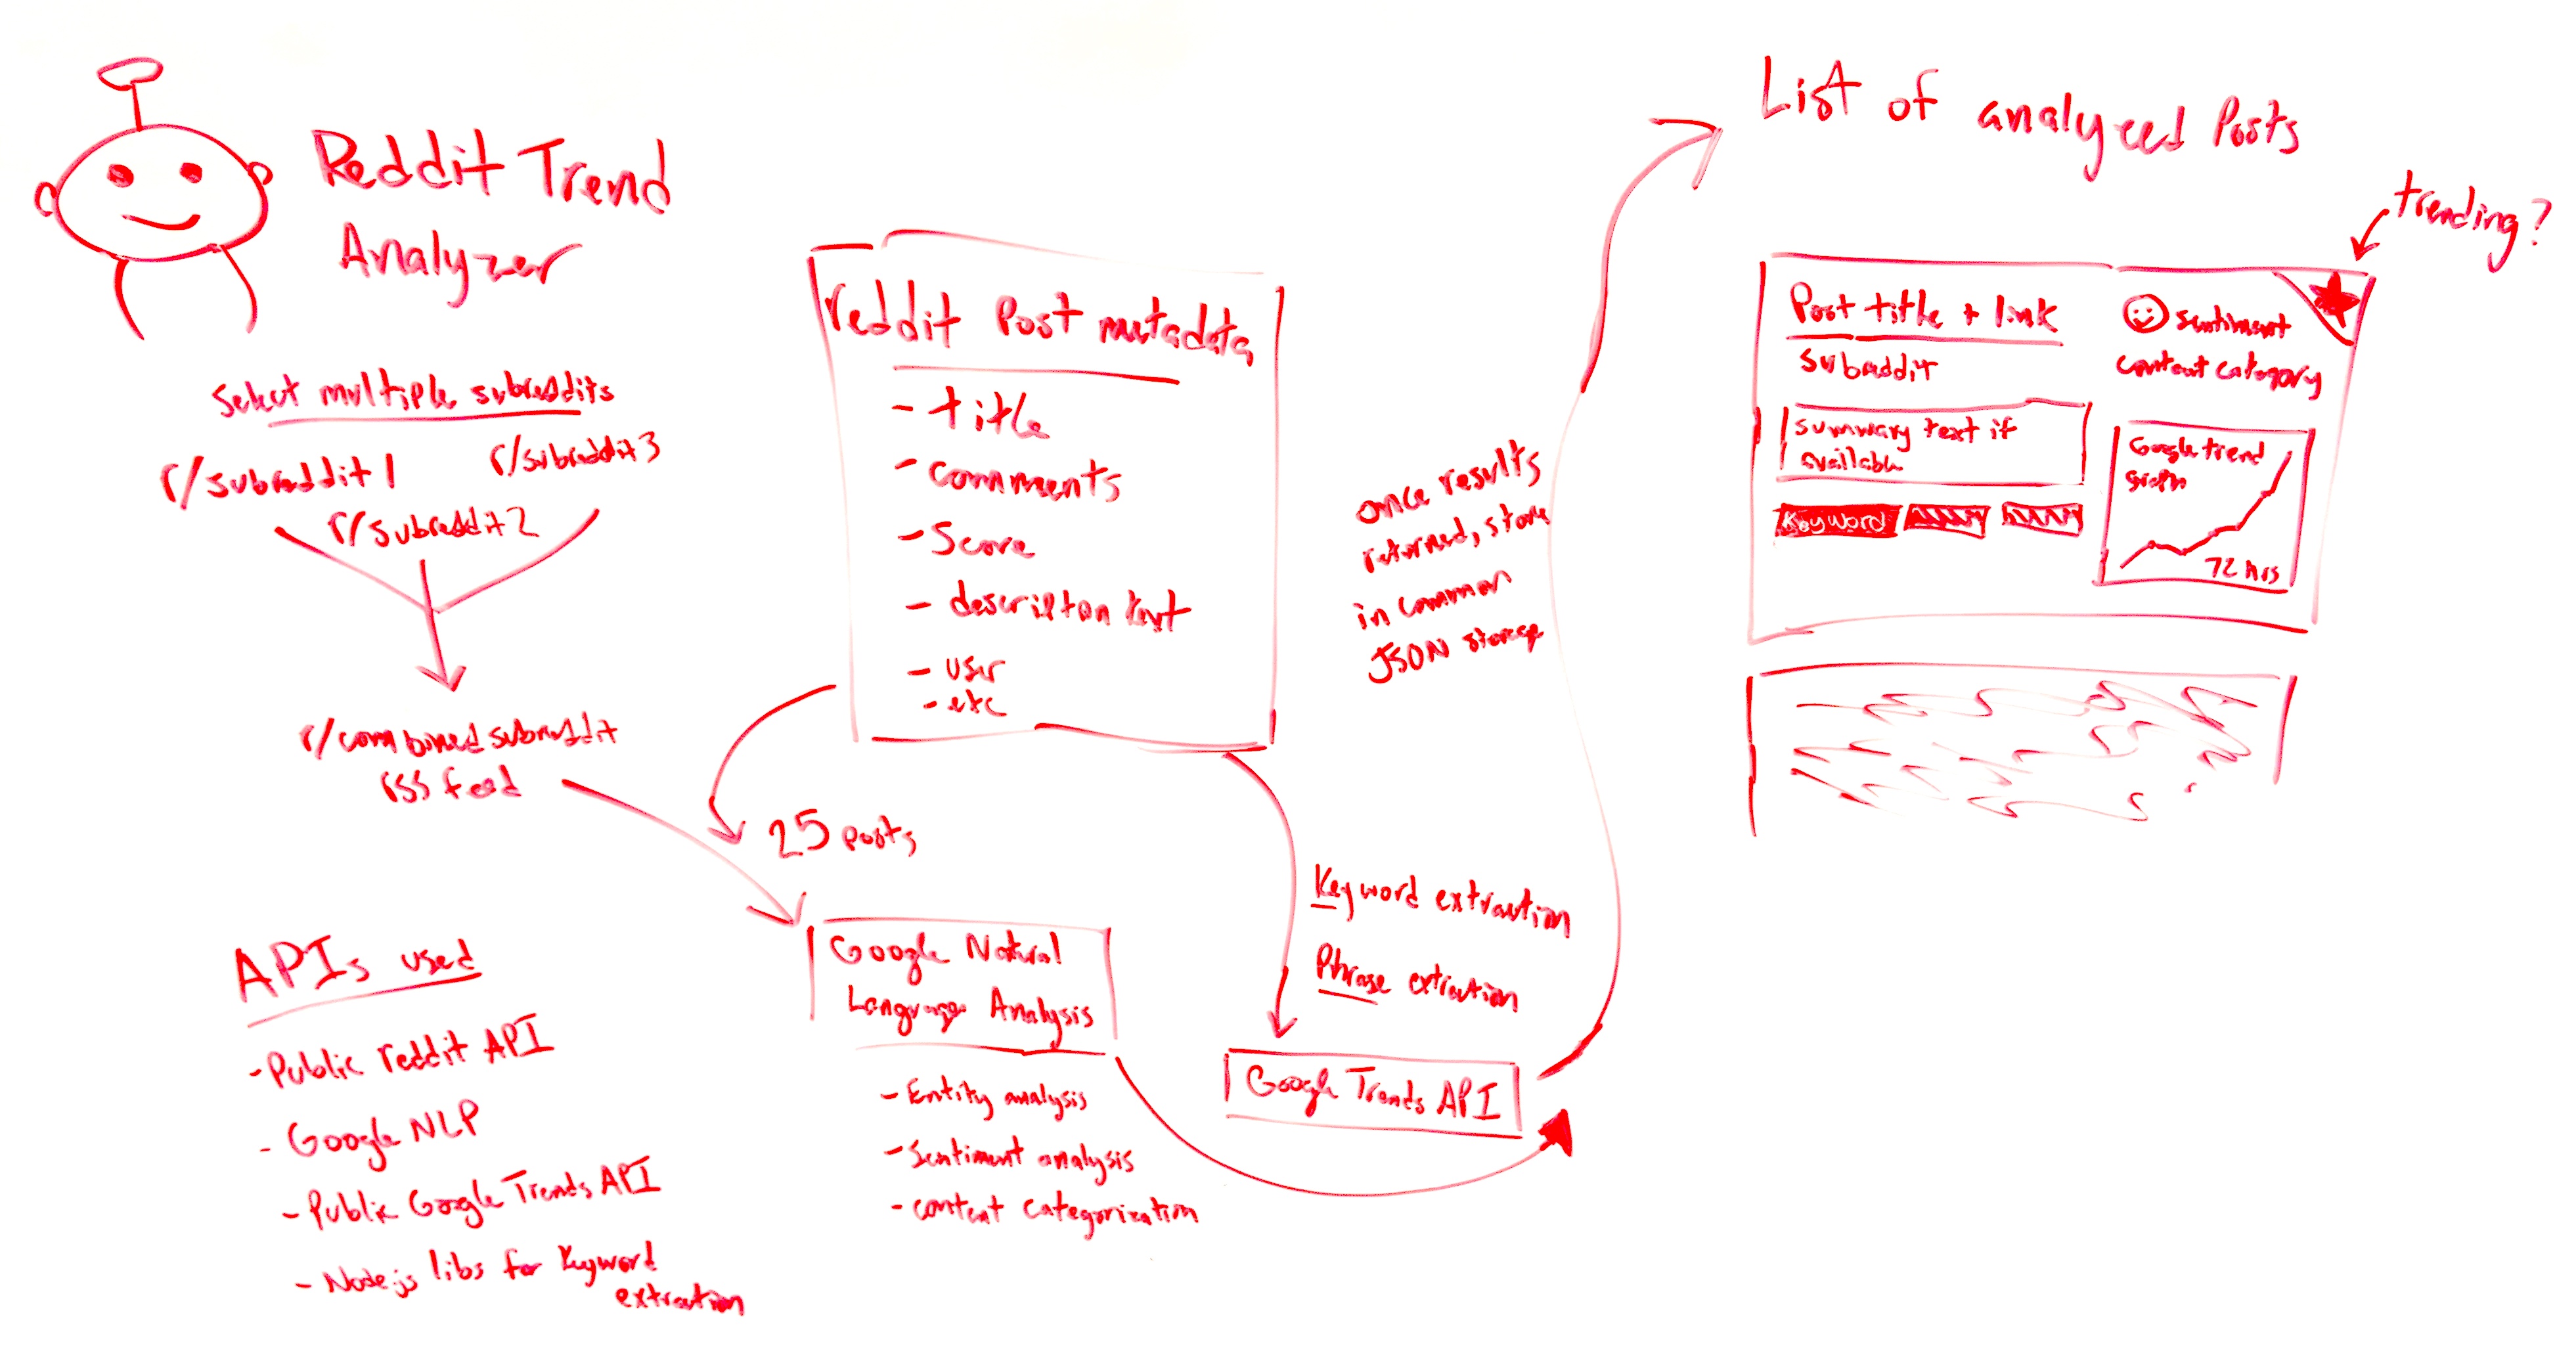 Reddit Trend
Analyzer
Select multiple subreddits
r/subreddit1
r/subreddit2
r/subreddit3
r/combined subreddit
rss feed
APIs used
- Public reddit API
- Google NLP
- Public Google Trends API
- Nodejs libs for Keyword
extraction
reddit Post metadata
- title
- comments
- Score
- descripton text
- user
- etc
25 posts
Google Natural
Language Analysis
- Entity analysis
- Sentiment analysis
- content categorization
Keyword extraction
Phrase extraction
Google Trends API
once results
returned, store
in common
JSON storage
List of analyzed Posts
trending?
Post title + link
subreddit
summary text if
available
Keyword
sentiment
content category
Google trend
graph
72 hrs